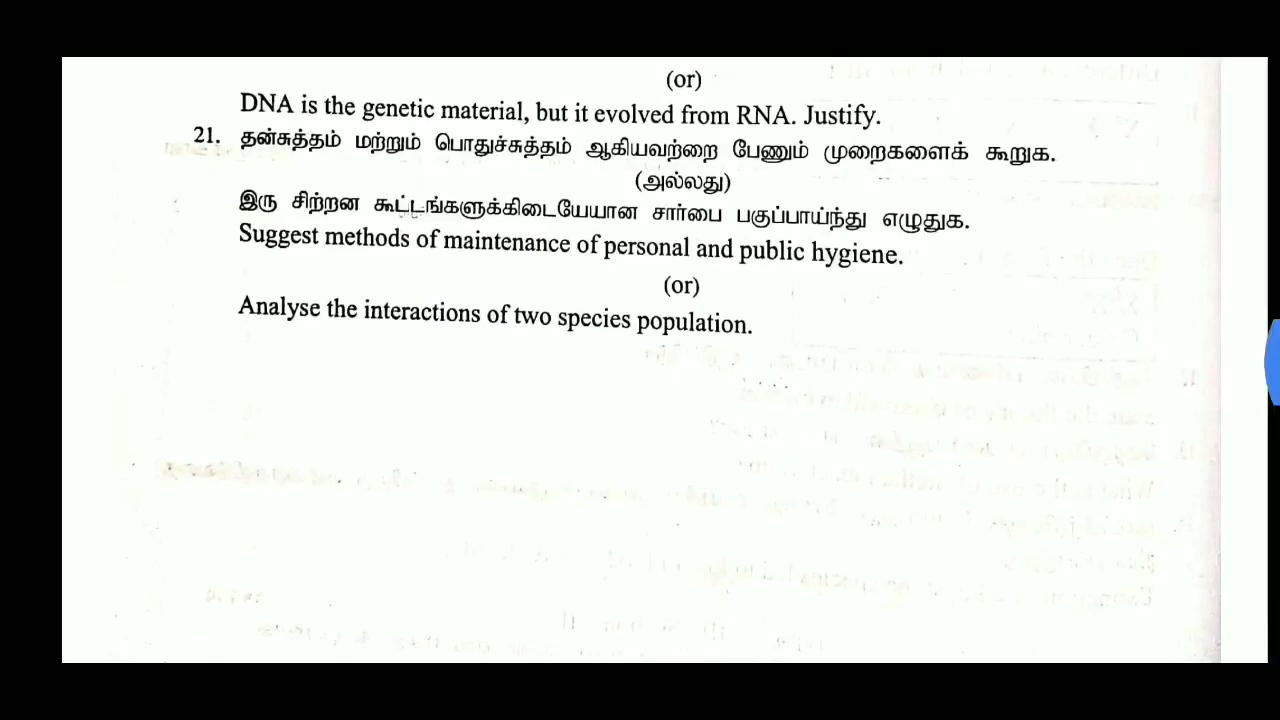 (or)
DNA is the genetic material, but it evolved from RNA. Justify.
21. தன்சுத்தம் மற்றும் பொதுச்சுத்தம் ஆகியவற்றை பேணும் முறைகளைக் கூறுக.
(அல்லது)
இரு சிற்றின கூட்டங்களுக்கிடையேயான சார்பை பகுப்பாய்ந்து எழுதுக.
Suggest methods of maintenance of personal and public hygiene.
(or)
Analyse the interactions of two species population.